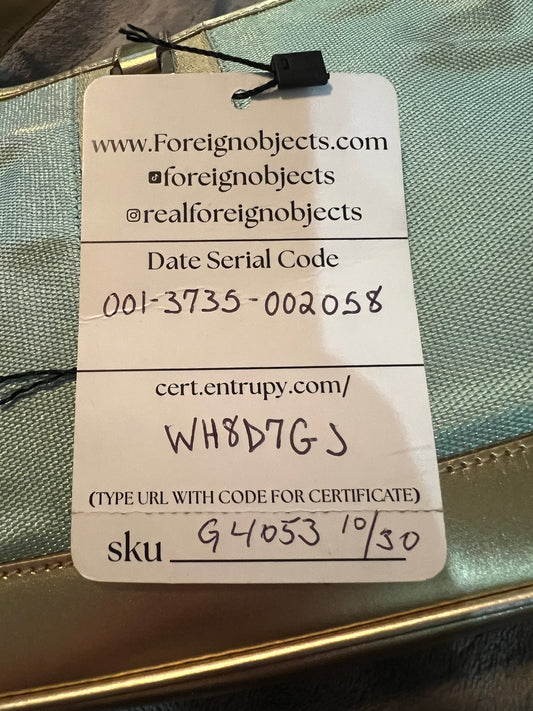 www.Foreignobjects.com
foreignobjects
realforeignobjects
Date Serial Code
001-3735-002058
cert.entrupy.com/
WH8D7GJ
(TYPE URL WITH CODE FOR CERTIFICATE)
sku G4053 10/30